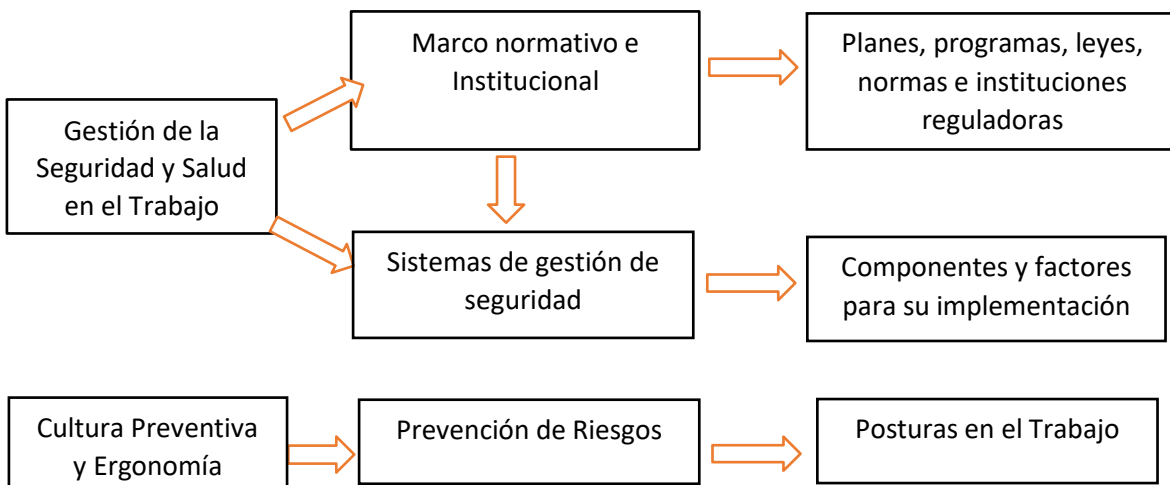 Marco normativo e
Institucional
Planes, programas, leyes,
normas e instituciones
reguladoras
Gestión de la
Seguridad y Salud
en el Trabajo
Sistemas de gestión de
seguridad
Componentes y factores
para su implementación
Cultura Preventiva
y Ergonomía
Prevención de Riesgos
Posturas en el Trabajo